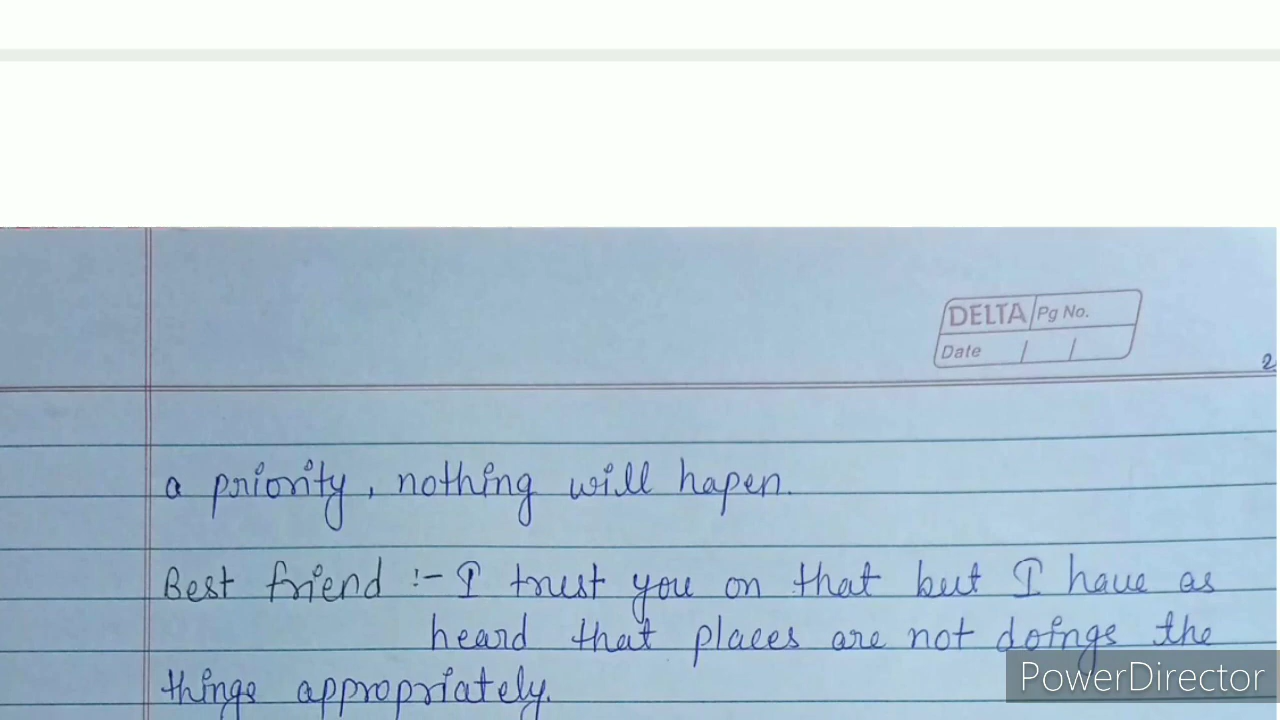 DELTA Pg No.
Date / /
2
a priority, nothing will hapen.
Best friend :- I trust you on that but I have as
heard that places are not doings the
things appropriately.
PowerDirector